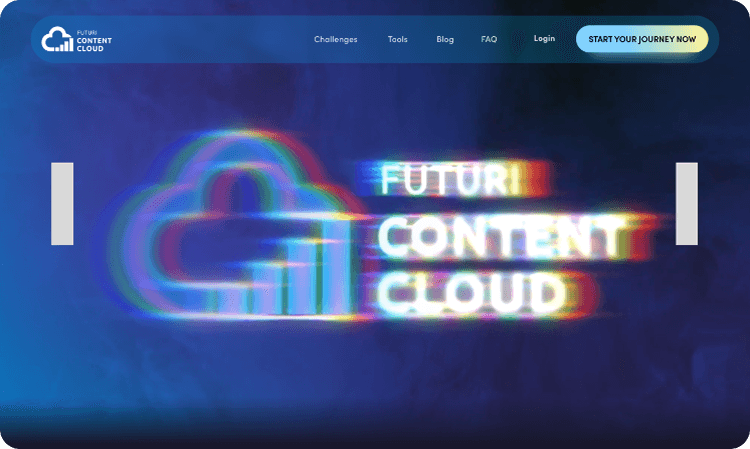 FUTURI
CONTENT
CLOUD
Challenges
Tools
Blog
FAQ
Login
START YOUR JOURNEY NOW
FUTURI
CONTENT
CLOUD